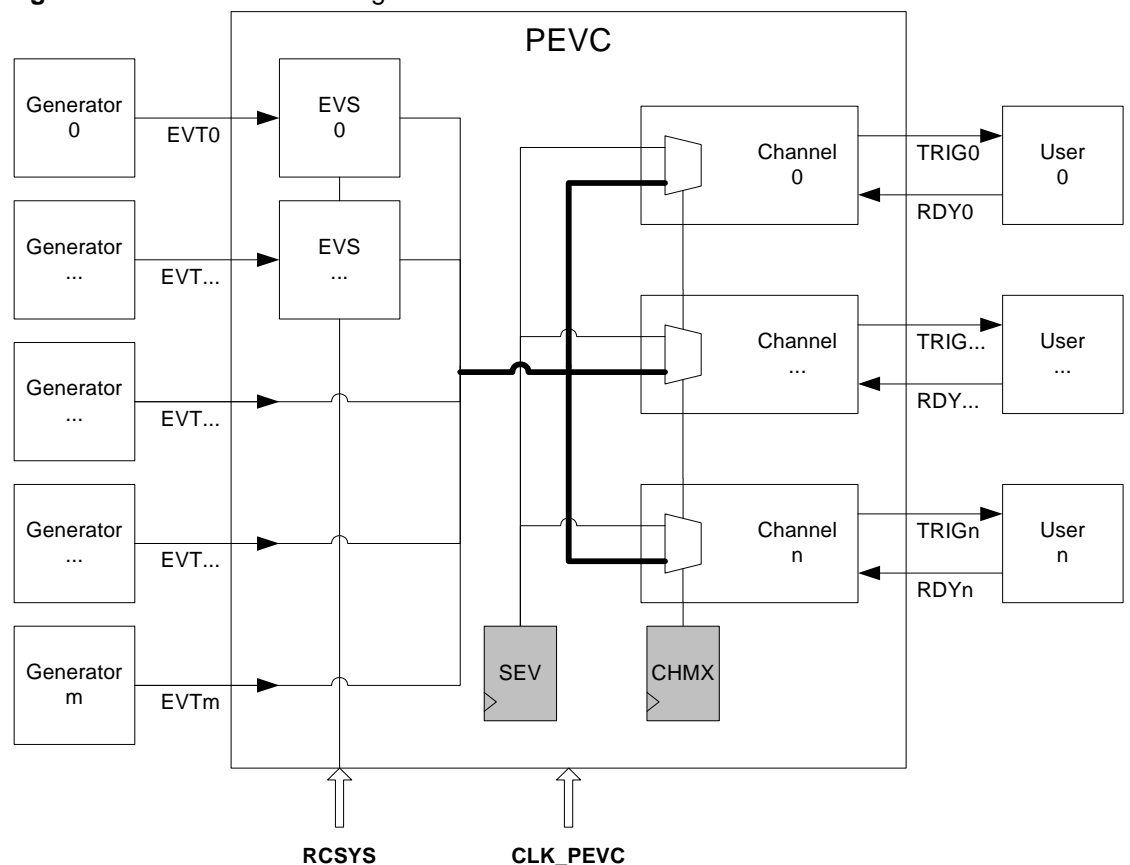 PEVC
Generator
0
EVT0
EVS
0
Channel
0
TRIG0
RDY0
User
0
Generator
...
EVT...
EVS
...
Channel
...
TRIG...
RDY...
User
...
Generator
...
EVT...
Generator
...
EVT...
Channel
n
TRIGn
RDYn
User
n
Generator
m
EVTm
SEV
CHMX
RCSYS
CLK_PEVC